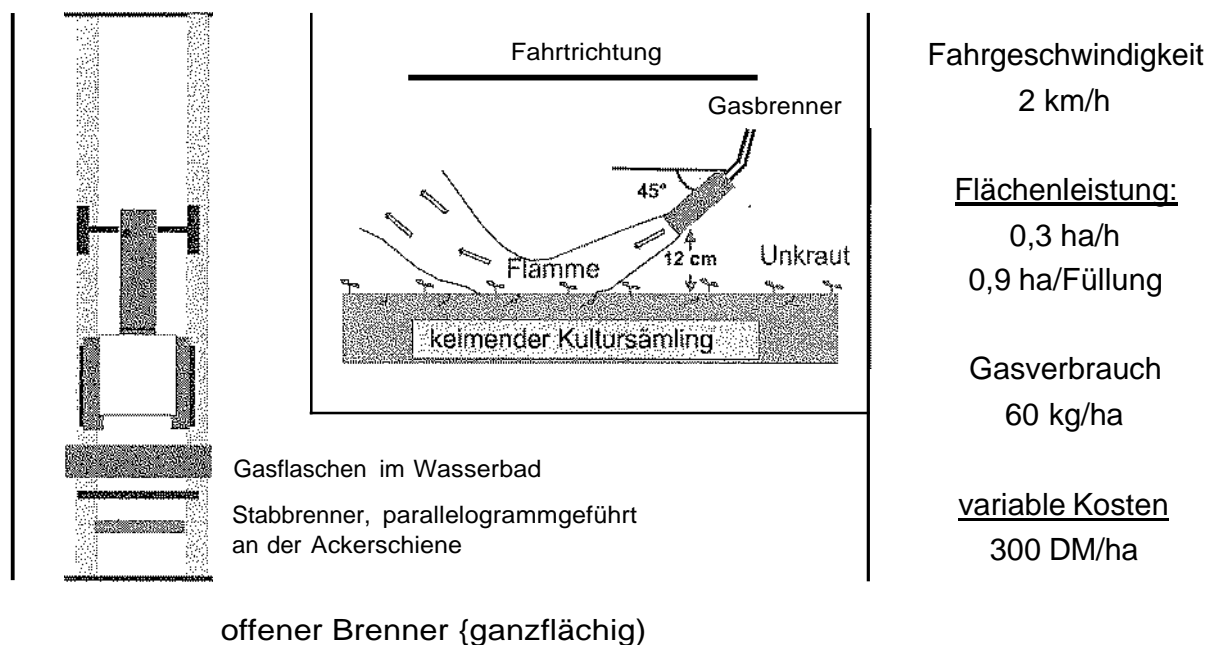 Fahrtrichtung
Gasbrenner
45°
12 cm
Unkraut
Flamme
keimender Kultursämling
Gasflaschen im Wasserbad
Stabbrenner, parallelogrammgeführt
an der Ackerschiene
Fahrgeschwindigkeit
2 km/h
Flächenleistung:
0,3 ha/h
0,9 ha/Füllung
Gasverbrauch
60 kg/ha
variable Kosten
300 DM/ha
offener Brenner {ganzflächig)